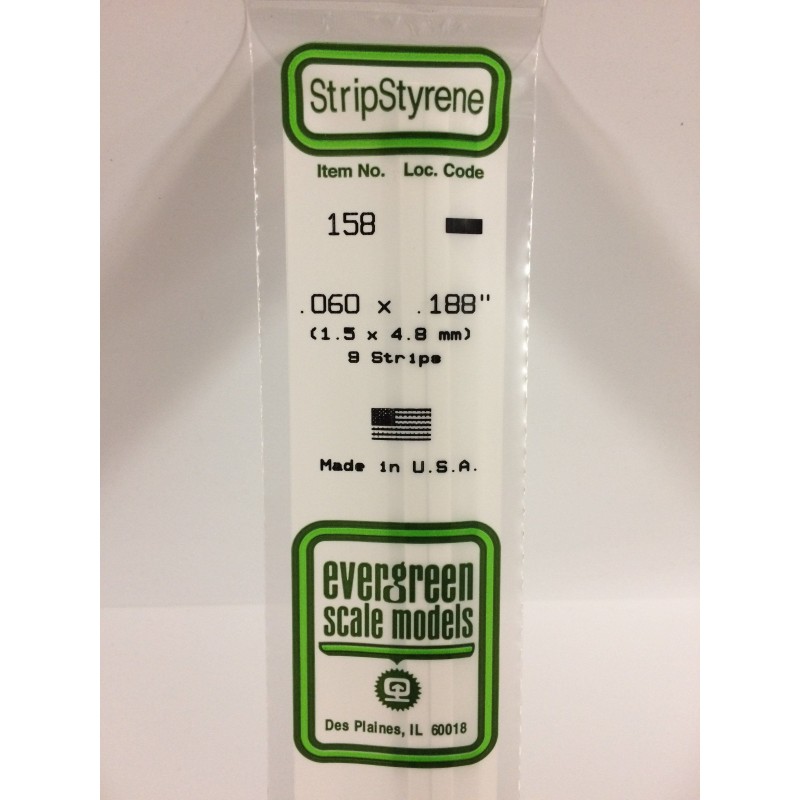 StripStyrene
Item No. Loc. Code
158
.060 x .188"
(1.5 x 4.8 mm)
9 Strips
Made in U.S.A.
evergreen
scale models
Des Plaines, IL 60018